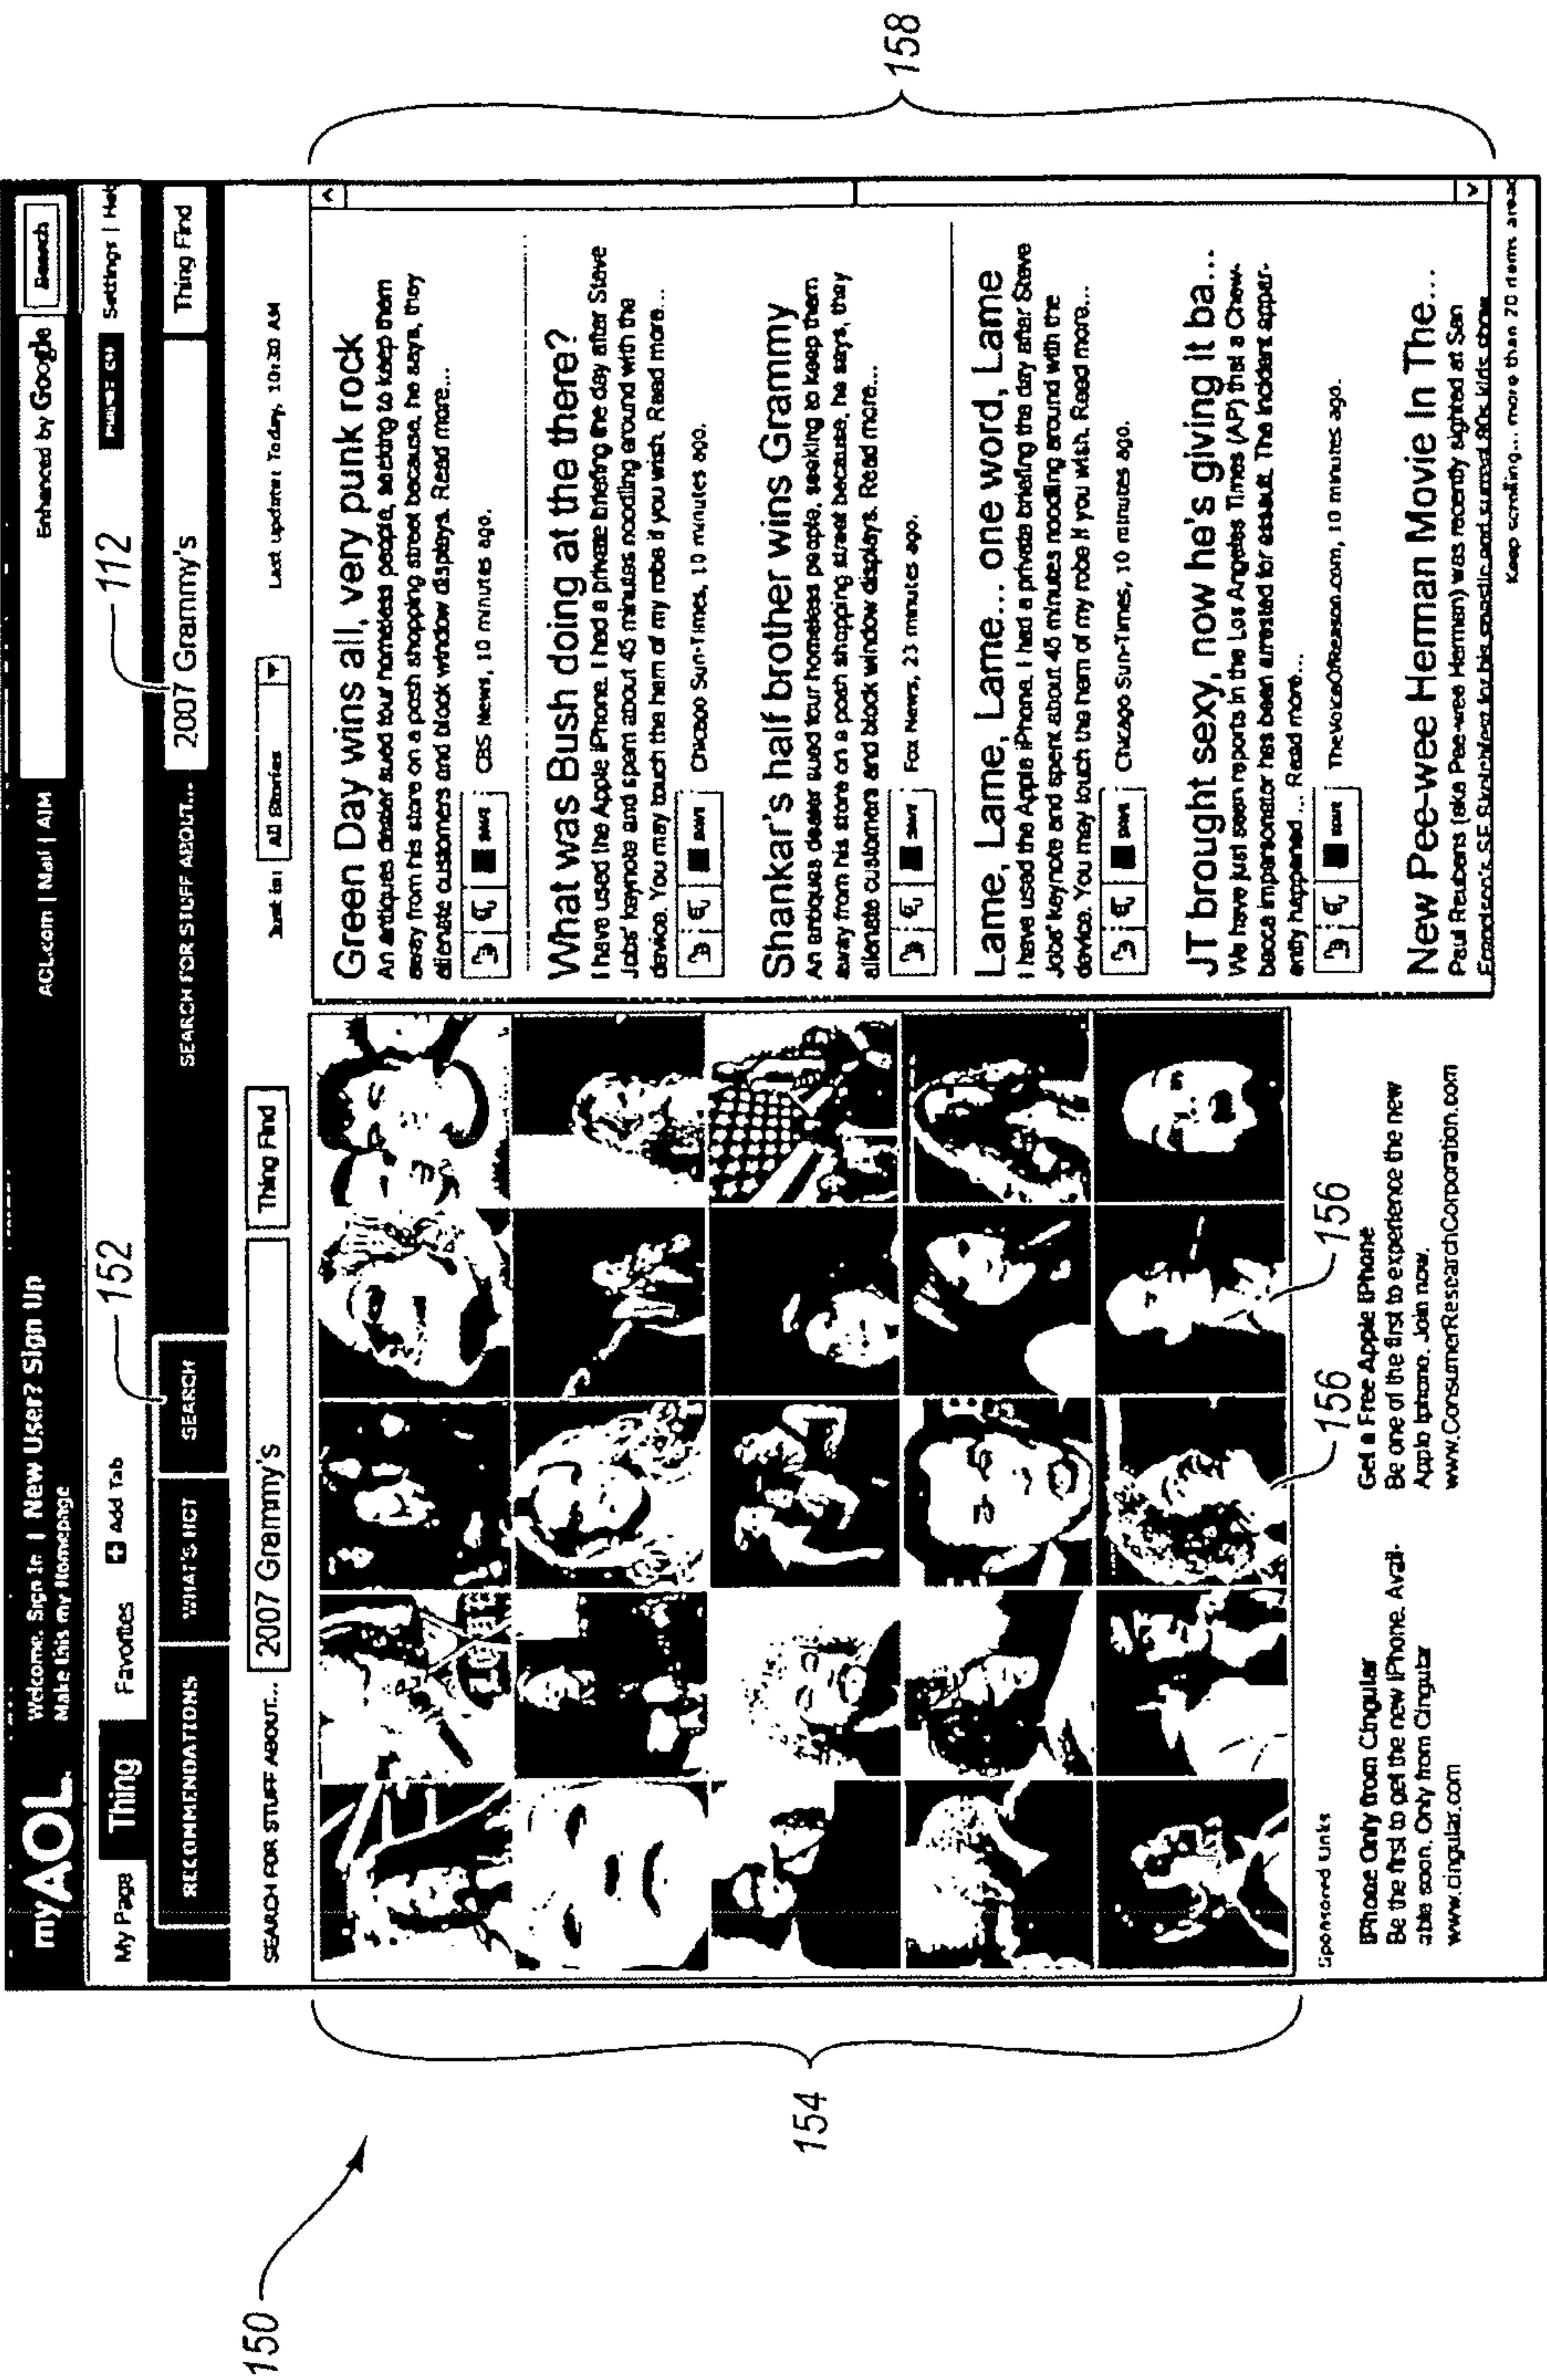 myAOL.
Welcome. Sign In | New User? Sign Up
Make this my Homepage
AOL.com | Mail | AIM
Enhanced by Google
Search
My Page
Thing
Favorites
Add Tab
152
112
Settings |
RECOMMENDATIONS
WHAT'S HOT
SEARCH
SEARCH FOR STUFF ABOUT...
2007 Grammy's
Thing Find
SEARCH FOR STUFF ABOUT...
2007 Grammy's
Thing Find
Just in:
All Stories
Last update: Today, 10:30 AM
Green Day wins all, very punk rock
An antiques dealer sued four homeless people, seeking to keep them
away from his store on a posh shopping street because, he says, they
alienate customers and block window displays. Read more...
CBS News, 10 minutes ago.
What was Bush doing at the there?
I have used the Apple iPhone. I had a private briefing the day after Steve
Jobs' keynote and spent about 45 minutes noodling around with the
device. You may touch the hem of my robe if you wish. Read more...
Chicago Sun-Times, 10 minutes ago.
Shankar's half brother wins Grammy
An antiques dealer sued four homeless people, seeking to keep them
away from his store on a posh shopping street because, he says, they
alienate customers and block window displays. Read more...
Fox News, 23 minutes ago.
Lame, Lame, Lame... one word, Lame
I have used the Apple iPhone. I had a private briefing the day after Steve
Jobs' keynote and spent about 45 minutes noodling around with the
device. You may touch the hem of my robe if you wish. Read more...
Chicago Sun-Times, 10 minutes ago.
JT brought sexy, now he's giving it ba...
We have just seen reports in the Los Angeles Times (AP) that a Chew-
bacca impersonator has been arrested for assault. The incident appar-
ently happened... Read more...
TheVoiceOfReason.com, 10 minutes ago.
New Pee-wee Herman Movie In The...
Paul Reubens (aka Pee-wee Herman) was recently sighted at San
Keep scrolling... more than 20 items
Sponsored Links
iPhone Only from Cingular
Be the first to get the new iPhone. Avail-
able soon. Only from Cingular
www.cingular.com
Get a Free Apple iPhone
Be one of the first to experience the new
Apple Iphone. Join now.
www.ConsumerResearchCorporation.com
156
156
154
158
150